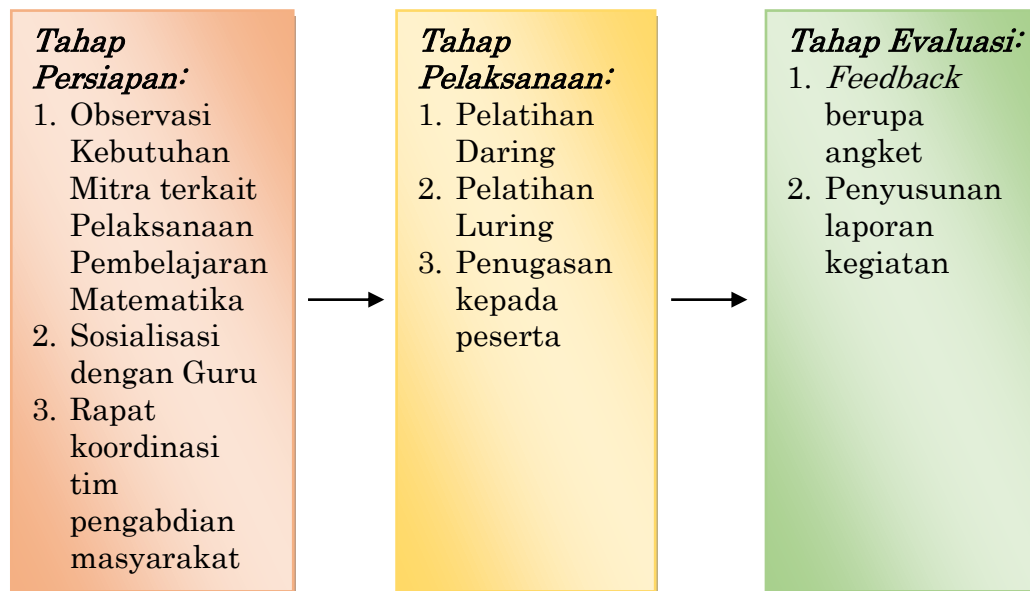 Tahap
Persiapan:
1. Observasi
Kebutuhan
Mitra terkait
Pelaksanaan
Pembelajaran
Matematika
2. Sosialisasi
dengan Guru
3. Rapat
koordinasi
tim
pengabdian
masyarakat
Tahap
Pelaksanaan:
1. Pelatihan
Daring
2. Pelatihan
Luring
3. Penugasan
kepada
peserta
Tahap Evaluasi:
1. Feedback
berupa
angket
2. Penyusunan
laporan
kegiatan